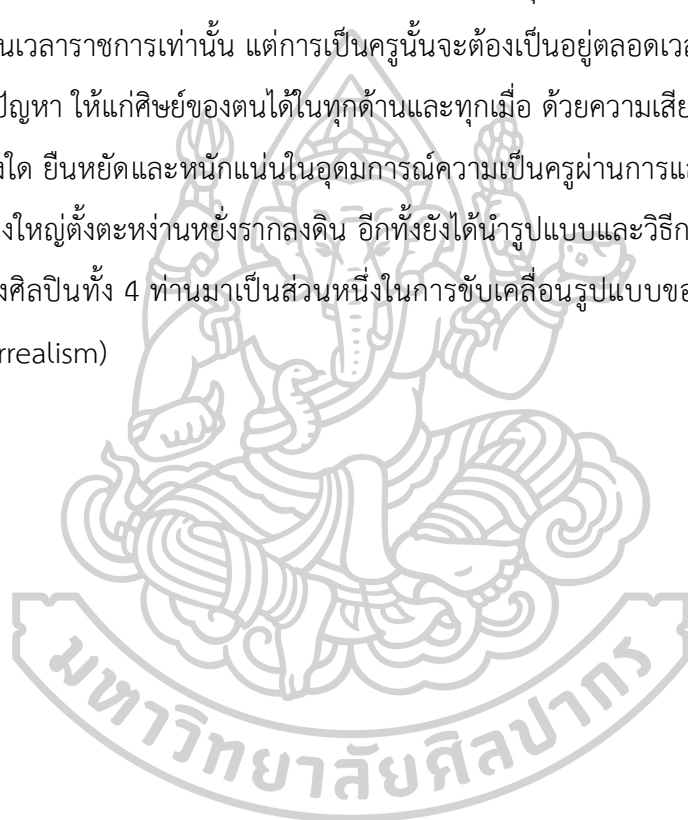 นเวลาราชการเท่านั้น แต่การเป็นครูนั้นจะต้องเป็นอยู่ตลอดเวล
ปัญหา ให้แก่ศิษย์ของตนได้ในทุกด้านและทุกเมื่อ ด้วยความเสีย
งใด ยืนหยัดและหนักแน่นในอุดมการณ์ความเป็นครูผ่านการแ
งใหญ่ตั้งตะหง่านหยั่งรากลงดิน อีกทั้งยังได้นำรูปแบบและวิธีก
งศิลปินทั้ง 4 ท่านมาเป็นส่วนหนึ่งในการขับเคลื่อนรูปแบบขอ
rrealism)
มหาวิทยาลัยศิลปากร